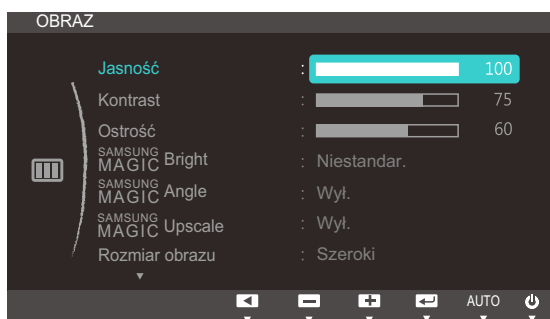 OBRAZ
Jasność : 100
Kontrast : 75
Ostrość : 60
SAMSUNG MAGIC Bright : Niestandar.
SAMSUNG MAGIC Angle : Wył.
SAMSUNG MAGIC Upscale : Wył.
Rozmiar obrazu : Szeroki
AUTO